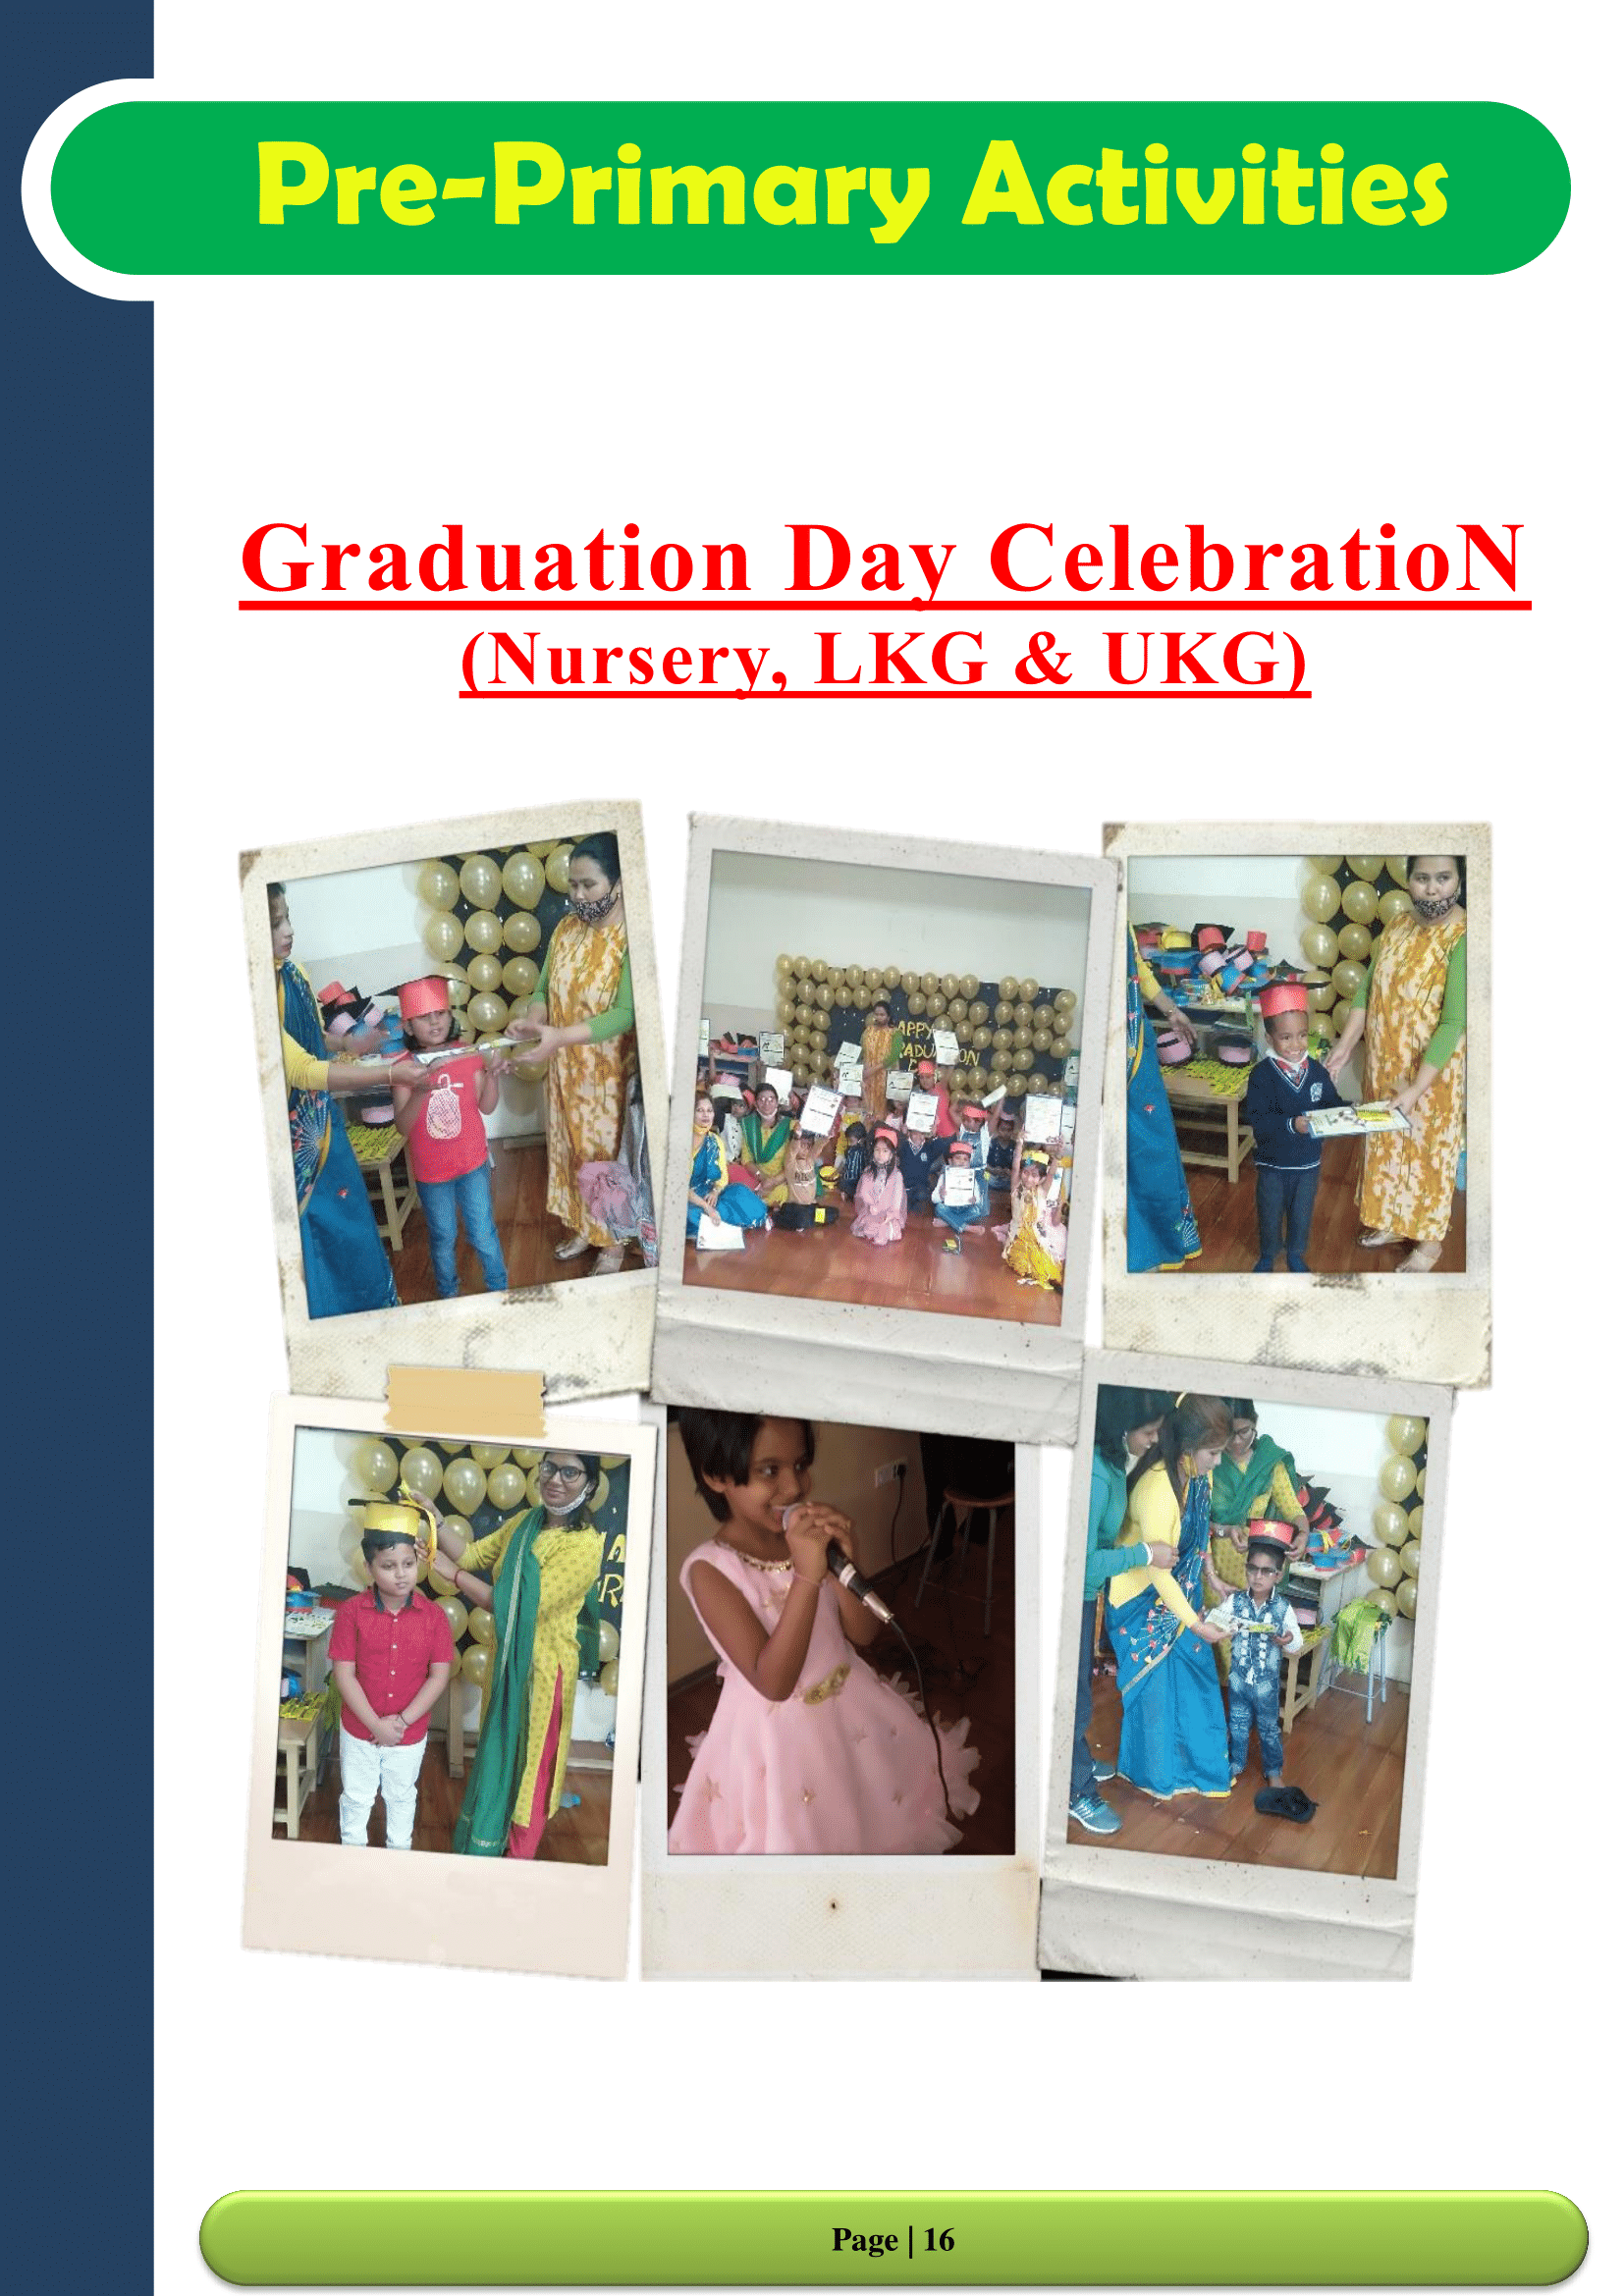 Pre-Primary Activities
Graduation Day CelebratioN
(Nursery, LKG & UKG)
Page | 16